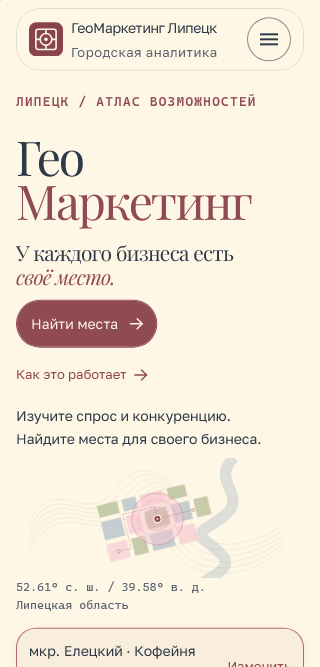 ГеоМаркетинг Липецк
Городская аналитика
ЛИПЕЦК / АТЛАС ВОЗМОЖНОСТЕЙ
Гео
Маркетинг
У каждого бизнеса есть
своё место.
Найти места →
Как это работает →
Изучите спрос и конкуренцию.
Найдите места для своего бизнеса.
52.61° с. ш. / 39.58° в. д.
Липецкая область
мкр. Елецкий · Кофейня
Изменить